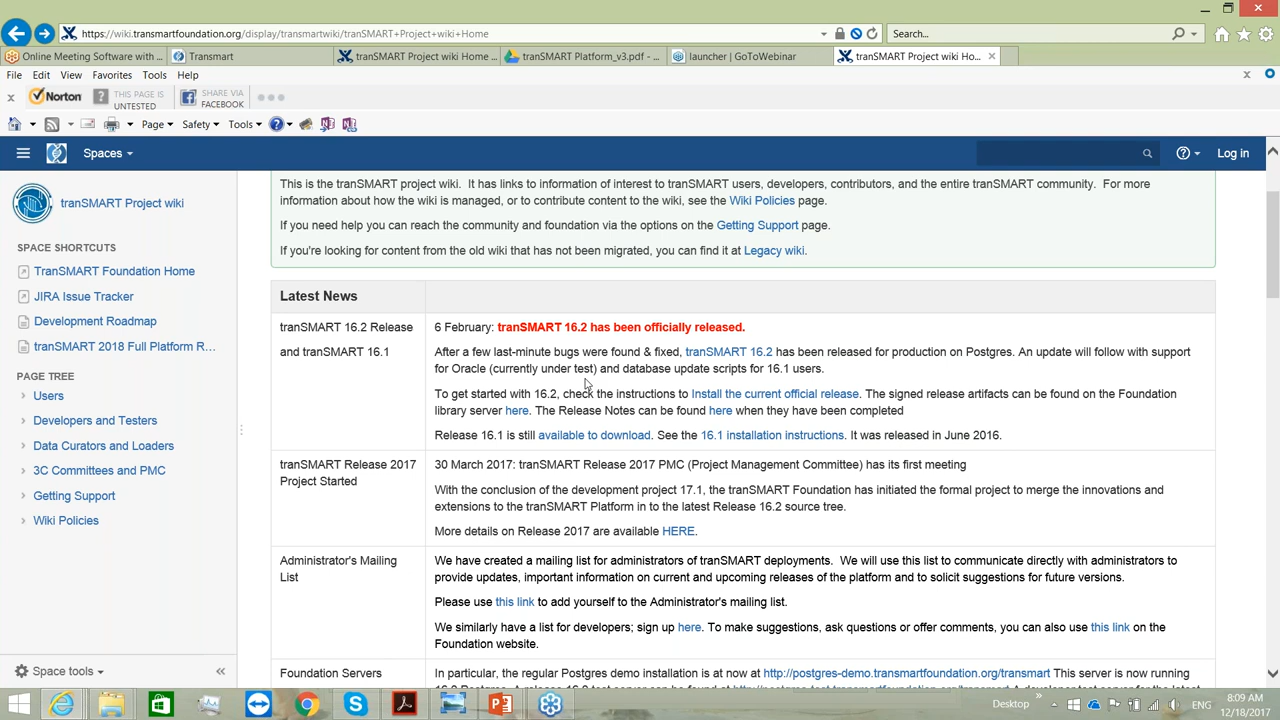 https://wiki.transmartfoundation.org/display/transmartwiki/tranSMART+Project+wiki+Home
Search...
Online Meeting Software with ...
Transmart
tranSMART Project wiki Home ...
tranSMART Platform_v3.pdf - ...
launcher | GoToWebinar
tranSMART Project wiki Ho...
File Edit View Favorites Tools Help
Norton
THIS PAGE IS
UNTESTED
SHARE VIA
FACEBOOK
Page Safety Tools
Spaces
Log in
tranSMART Project wiki
SPACE SHORTCUTS
TranSMART Foundation Home
JIRA Issue Tracker
Development Roadmap
tranSMART 2018 Full Platform R...
PAGE TREE
Users
Developers and Testers
Data Curators and Loaders
3C Committees and PMC
Getting Support
Wiki Policies
Space tools
This is the tranSMART project wiki. It has links to information of interest to tranSMART users, developers, contributors, and the entire tranSMART community. For more
information about how the wiki is managed, or to contribute content to the wiki, see the Wiki Policies page.
If you need help you can reach the community and foundation via the options on the Getting Support page.
If you're looking for content from the old wiki that has not been migrated, you can find it at Legacy wiki.
Latest News
tranSMART 16.2 Release
and tranSMART 16.1
6 February: tranSMART 16.2 has been officially released.
After a few last-minute bugs were found & fixed, tranSMART 16.2 has been released for production on Postgres. An update will follow with support
for Oracle (currently under test) and database update scripts for 16.1 users.
To get started with 16.2, check the instructions to Install the current official release. The signed release artifacts can be found on the Foundation
library server here. The Release Notes can be found here when they have been completed
Release 16.1 is still available to download. See the 16.1 installation instructions. It was released in June 2016.
tranSMART Release 2017
Project Started
30 March 2017: tranSMART Release 2017 PMC (Project Management Committee) has its first meeting
With the conclusion of the development project 17.1, the tranSMART Foundation has initiated the formal project to merge the innovations and
extensions to the tranSMART Platform in to the latest Release 16.2 source tree.
More details on Release 2017 are available HERE.
Administrator's Mailing
List
We have created a mailing list for administrators of tranSMART deployments. We will use this list to communicate directly with administrators to
provide updates, important information on current and upcoming releases of the platform and to solicit suggestions for future versions.
Please use this link to add yourself to the Administrator's mailing list.
We similarly have a list for developers; sign up here. To make suggestions, ask questions or offer comments, you can also use this link on the
Foundation website.
Foundation Servers
In particular, the regular Postgres demo installation is at now at http://postgres-demo.transmartfoundation.org/transmart This server is now running
Desktop
ENG
8:09 AM
12/18/2017